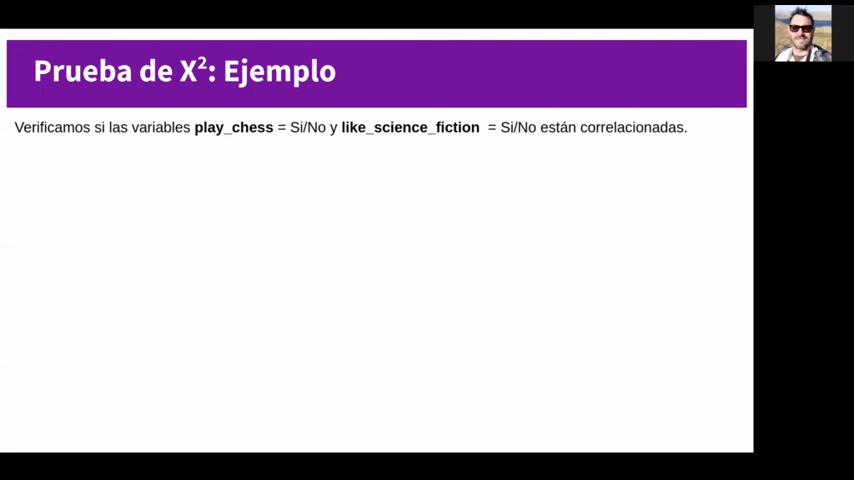 Prueba de X²: Ejemplo
Verificamos si las variables play_chess = Si/No y like_science_fiction = Si/No están correlacionadas.